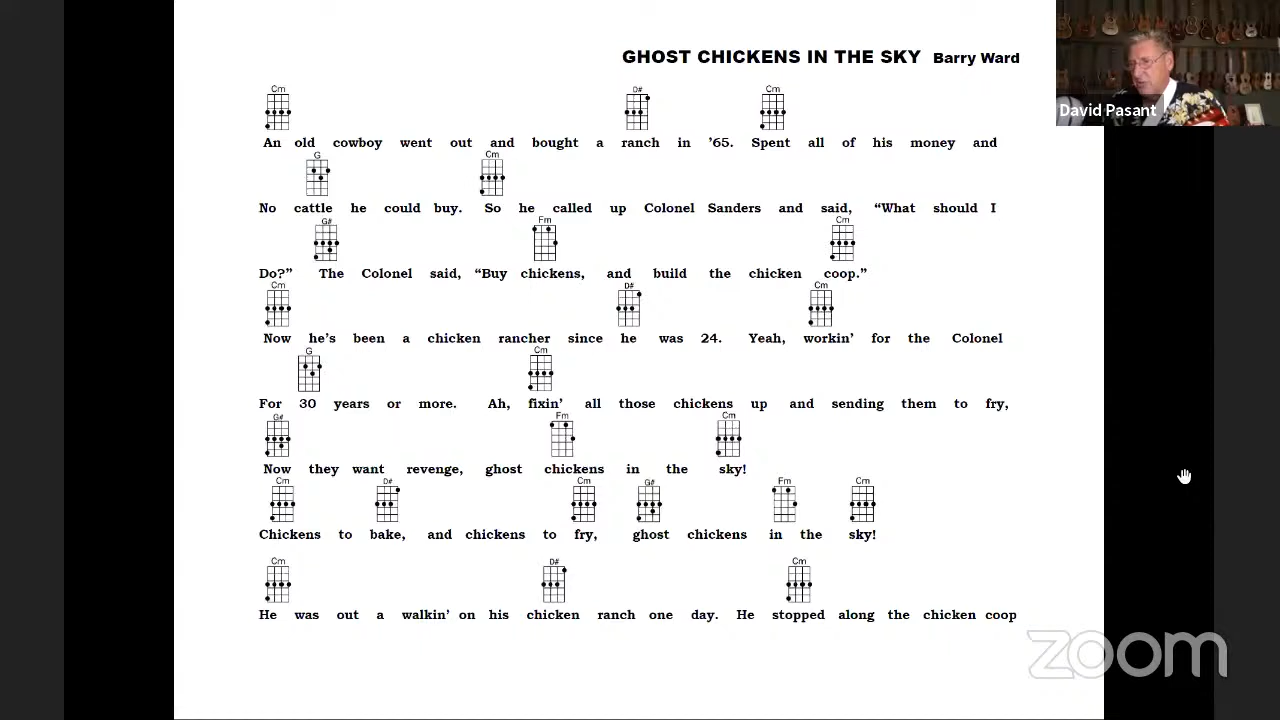 GHOST CHICKENS IN THE SKY Barry Ward
David Pasant
Cm D# Cm
An old cowboy went out and bought a ranch in ’65. Spent all of his money and
G Cm
No cattle he could buy. So he called up Colonel Sanders and said, “What should I
G# Fm Cm
Do?” The Colonel said, “Buy chickens, and build the chicken coop.”
Cm D# Cm
Now he’s been a chicken rancher since he was 24. Yeah, workin’ for the Colonel
G Cm
For 30 years or more. Ah, fixin’ all those chickens up and sending them to fry,
G# Fm Cm
Now they want revenge, ghost chickens in the sky!
Cm D# Cm G# Fm Cm
Chickens to bake, and chickens to fry, ghost chickens in the sky!
Cm D# Cm
He was out a walkin’ on his chicken ranch one day. He stopped along the chicken coop
zoom